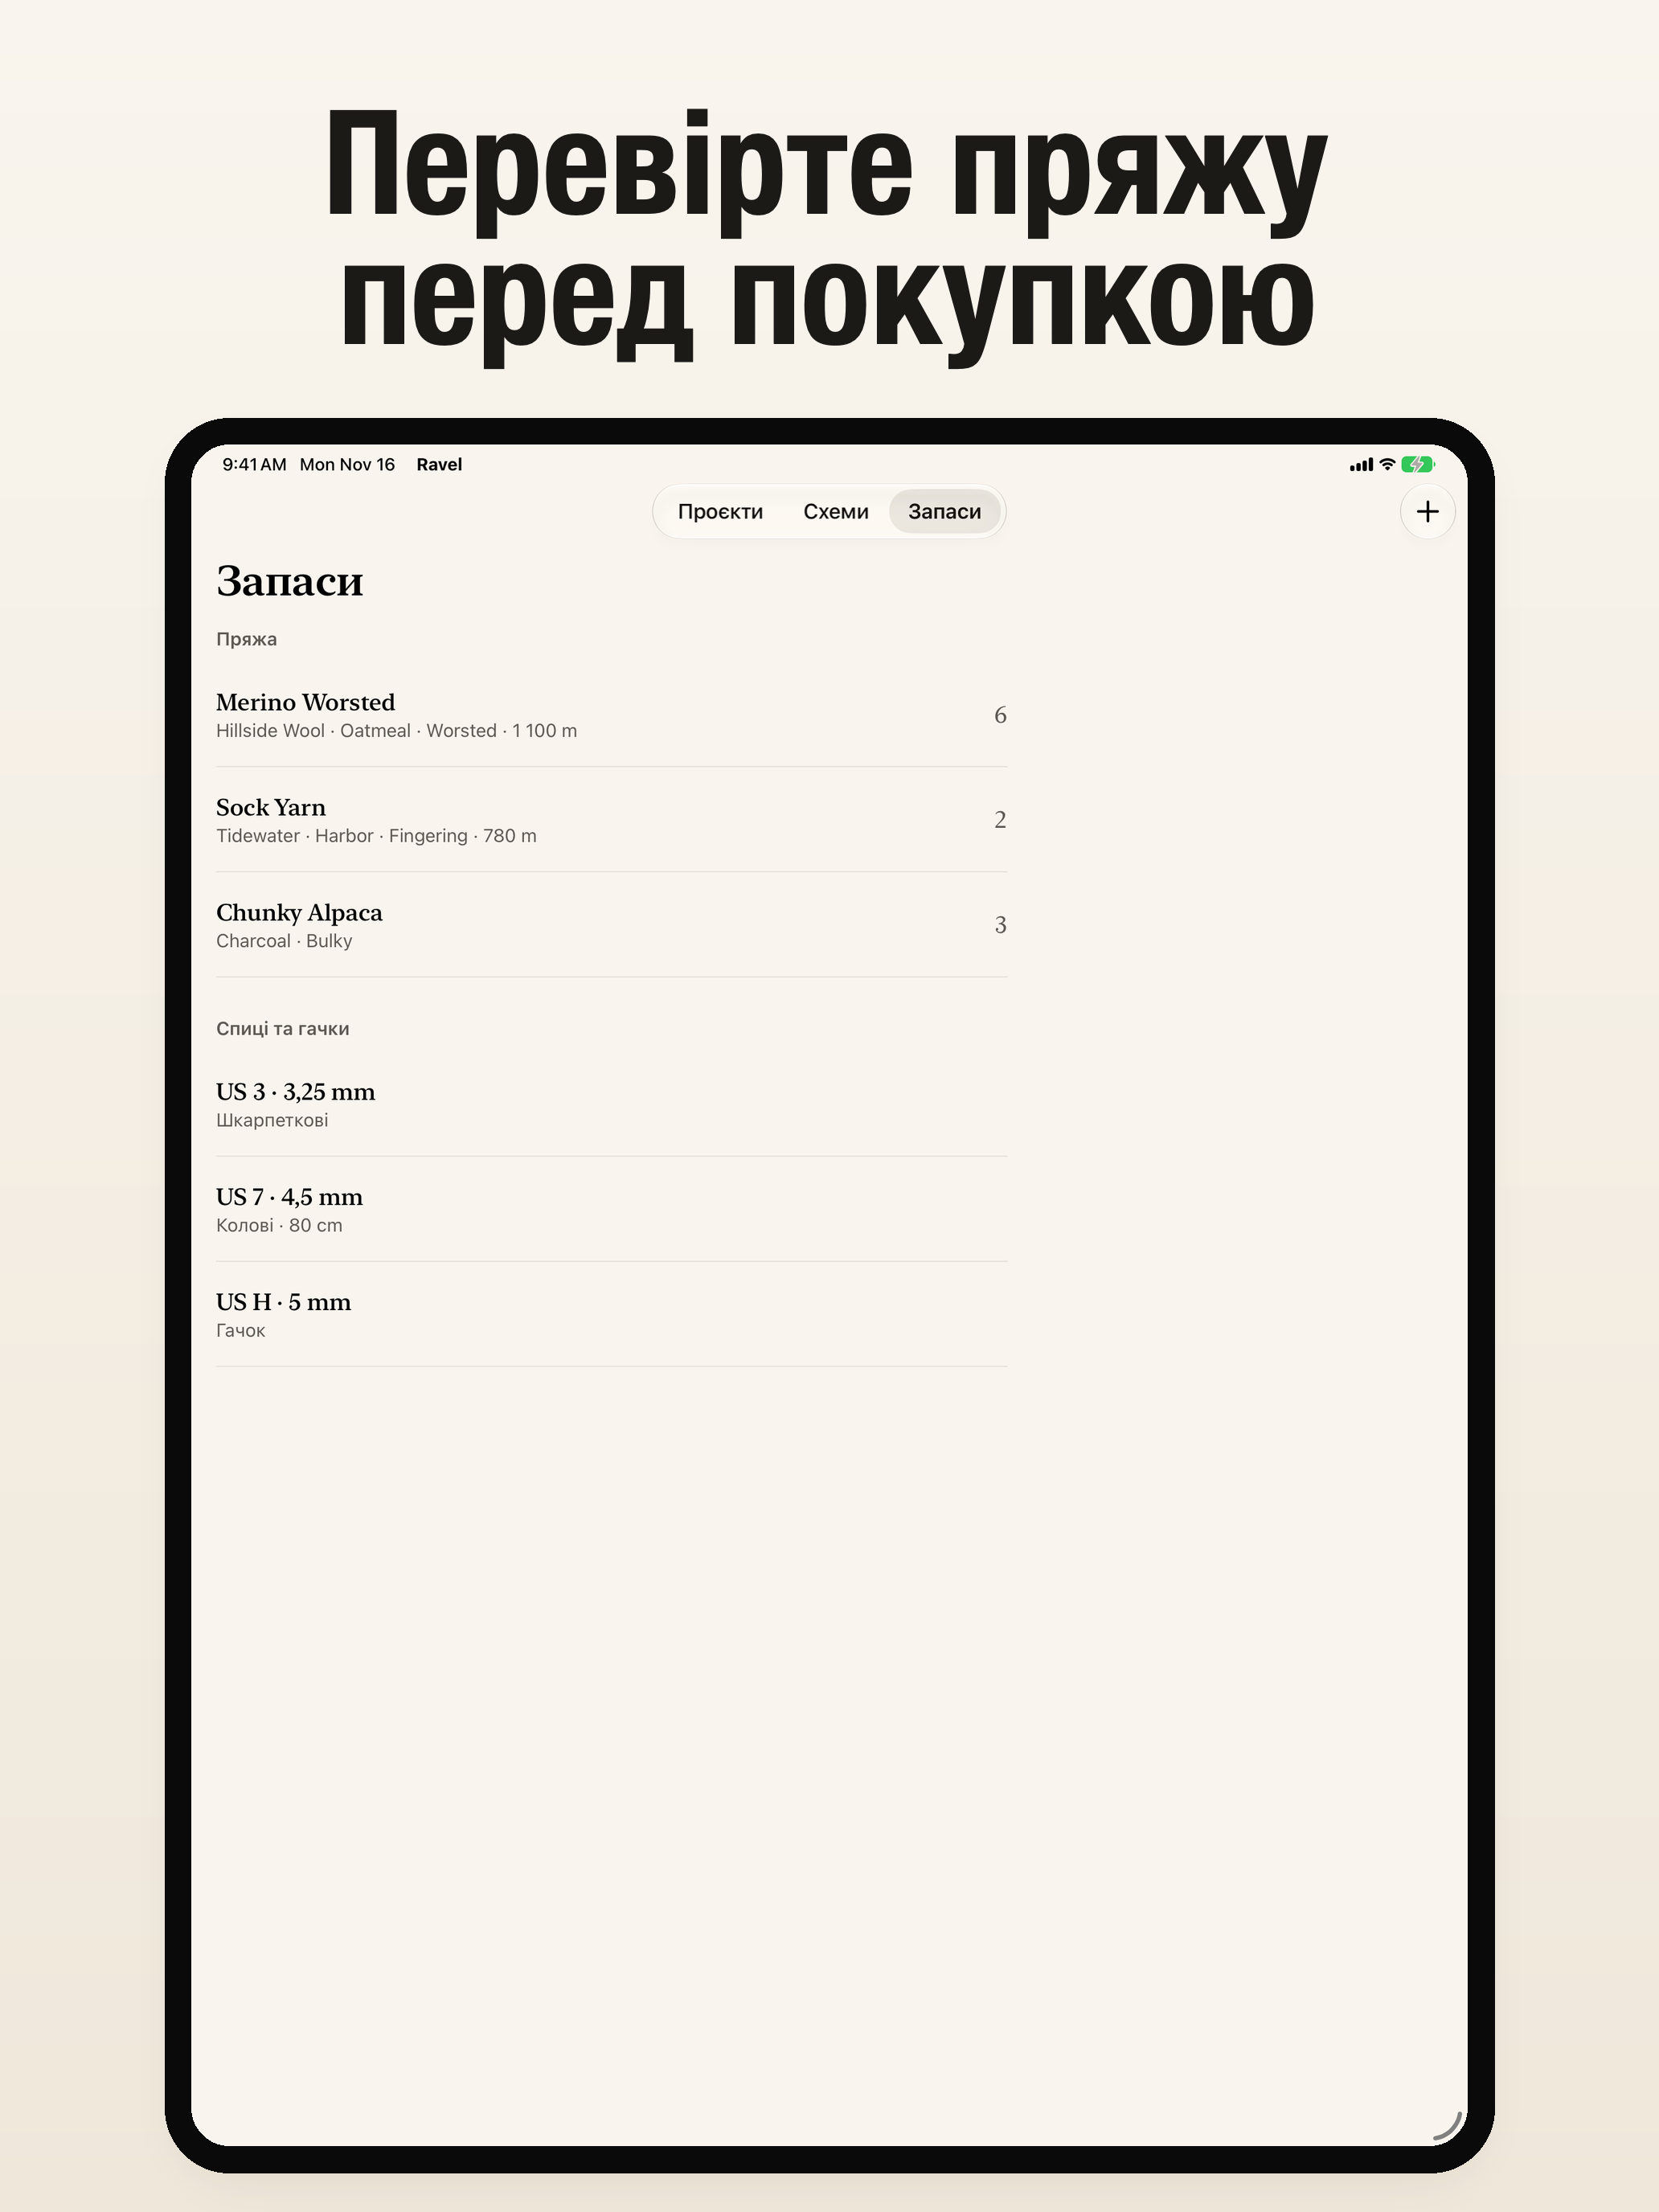 Перевірте пряжу
перед покупкою
9:41 AM Mon Nov 16 Ravel
Проєкти Схеми Запаси
Запаси
Пряжа
Merino Worsted
Hillside Wool · Oatmeal · Worsted · 1 100 m
6
Sock Yarn
Tidewater · Harbor · Fingering · 780 m
2
Chunky Alpaca
Charcoal · Bulky
3
Спиці та гачки
US 3 · 3,25 mm
Шкарпеткові
US 7 · 4,5 mm
Колові · 80 cm
US H · 5 mm
Гачок